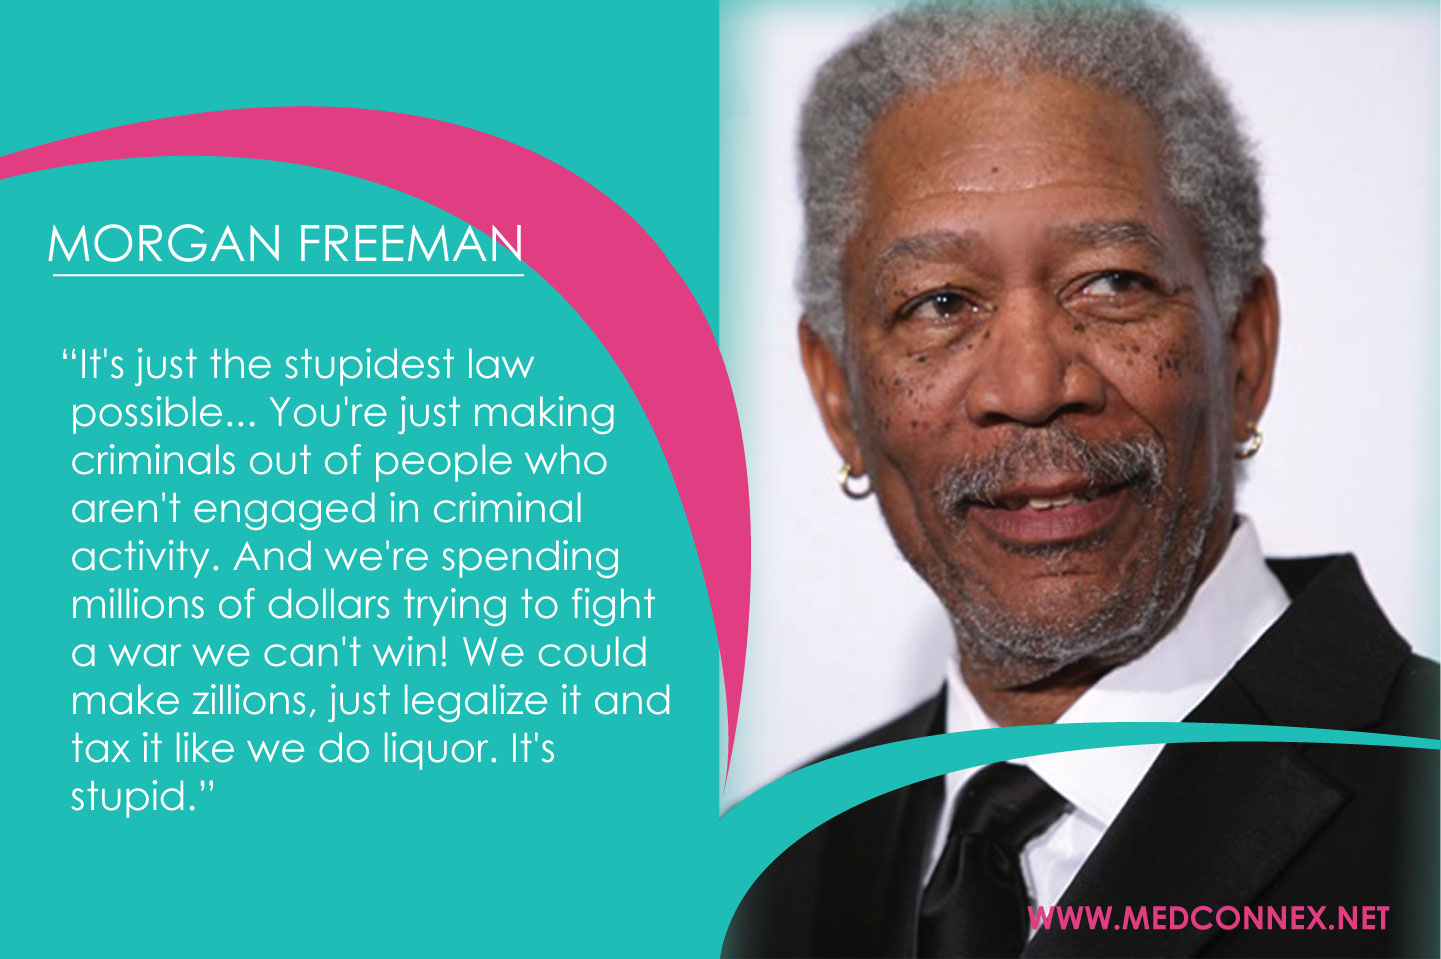 MORGAN FREEMAN
“It's just the stupidest law
possible... You're just making
criminals out of people who
aren't engaged in criminal
activity. And we're spending
millions of dollars trying to fight
a war we can't win! We could
make zillions, just legalize it and
tax it like we do liquor. It's
stupid.”
WWW.MEDCONNEX.NET